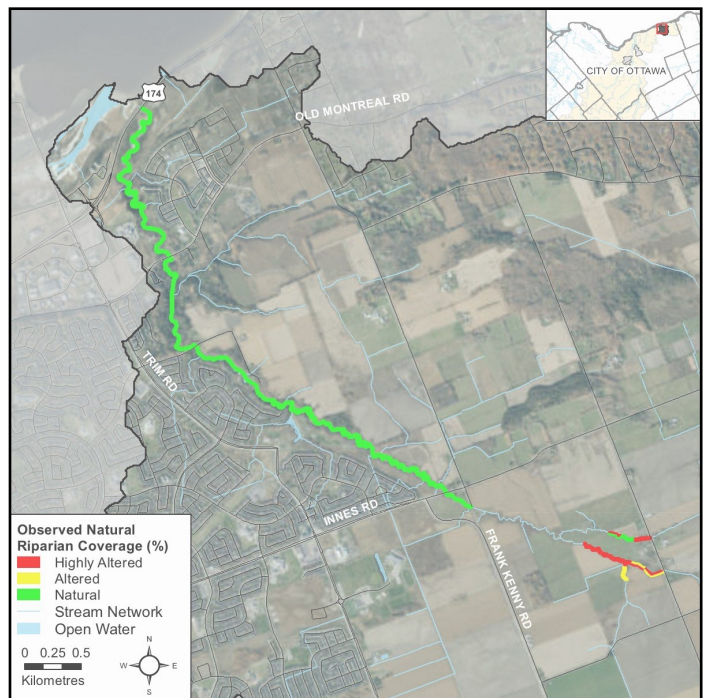 CITY OF OTTAWA
174
OLD MONTREAL RD
TRIM RD
INNES RD
FRANK KENNY RD
Observed Natural
Riparian Coverage (%)
Highly Altered
Altered
Natural
Stream Network
Open Water
0 0.25 0.5
Kilometres
N
W E
S